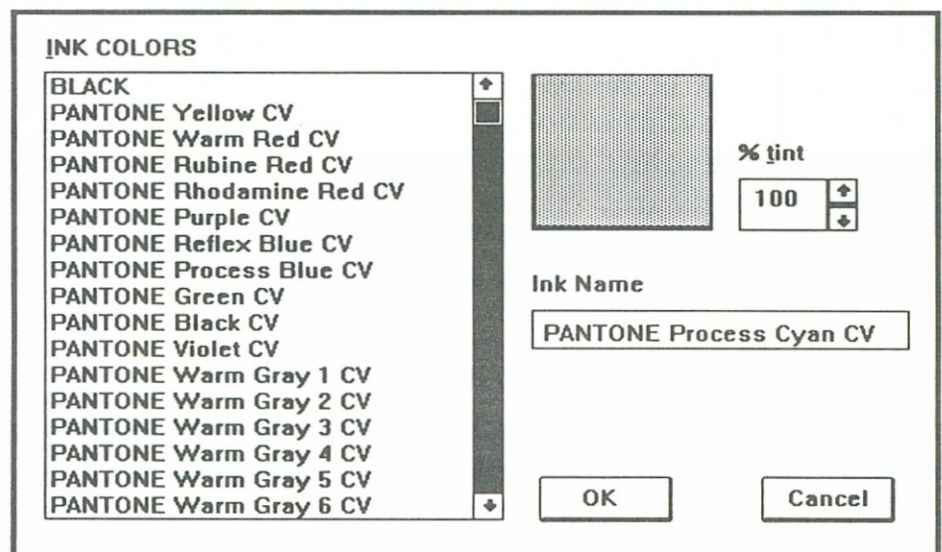 INK COLORS
BLACK
PANTONE Yellow CV
PANTONE Warm Red CV
PANTONE Rubine Red CV
PANTONE Rhodamine Red CV
PANTONE Purple CV
PANTONE Reflex Blue CV
PANTONE Process Blue CV
PANTONE Green CV
PANTONE Black CV
PANTONE Violet CV
PANTONE Warm Gray 1 CV
PANTONE Warm Gray 2 CV
PANTONE Warm Gray 3 CV
PANTONE Warm Gray 4 CV
PANTONE Warm Gray 5 CV
PANTONE Warm Gray 6 CV
% tint
100
Ink Name
PANTONE Process Cyan CV
OK
Cancel